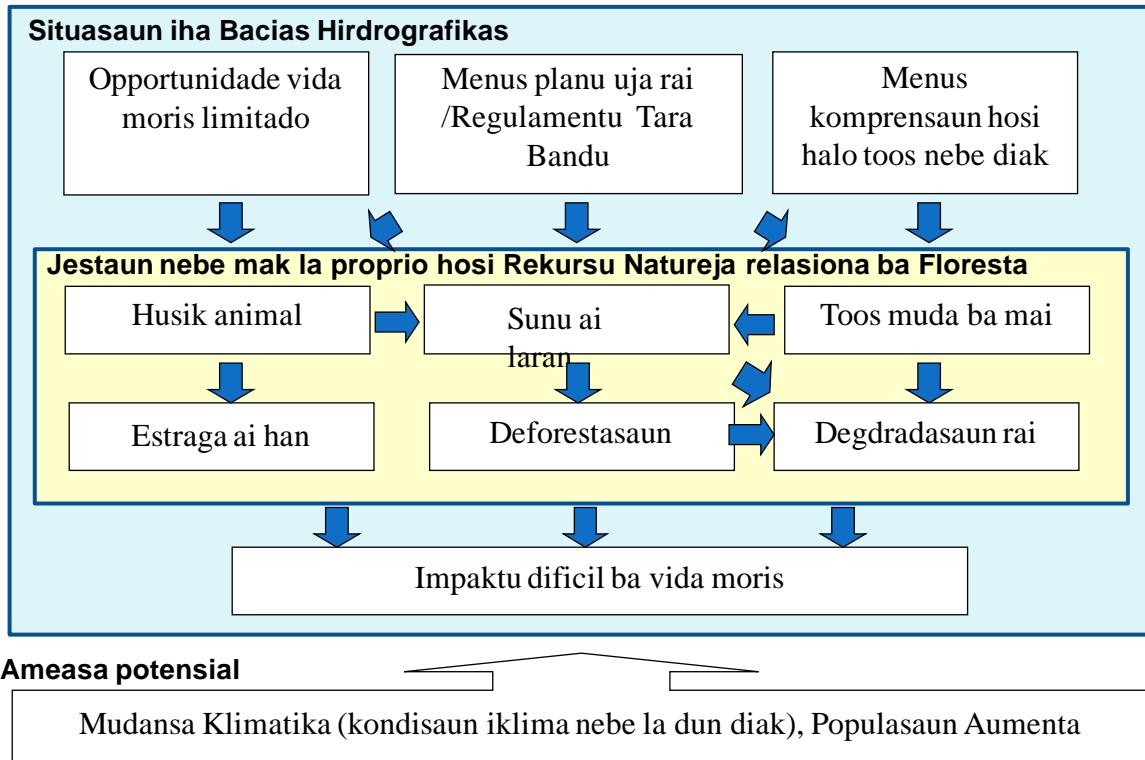 Situasaun iha Bacias Hirdrografikas
Opportunidade vida
moris limitado
Menus planu uja rai
/Regulamentu Tara
Bandu
Menus
komprensaun hosi
halo toos nebe diak
Jestaun nebe mak la proprio hosi Rekursu Natureja relasiona ba Floresta
Husik animal
Sunu ai
laran
Toos muda ba mai
Estraga ai han
Deforestasaun
Degdradasaun rai
Impaktu dificil ba vida moris
Ameasa potensial
Mudansa Klimatika (kondisaun iklima nebe la dun diak), Populasaun Aumenta